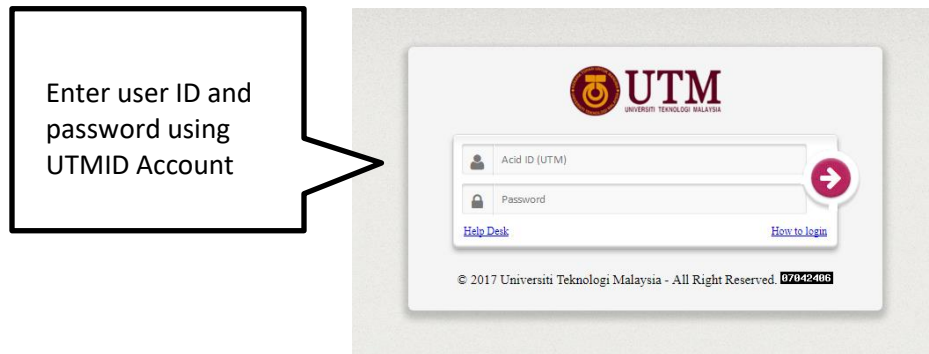 Enter user ID and
password using
UTMID Account
UTM
UNIVERSITI TEKNOLOGI MALAYSIA
Acid ID (UTM)
Password
Help Desk
How to login
© 2017 Universiti Teknologi Malaysia - All Right Reserved. 07042406